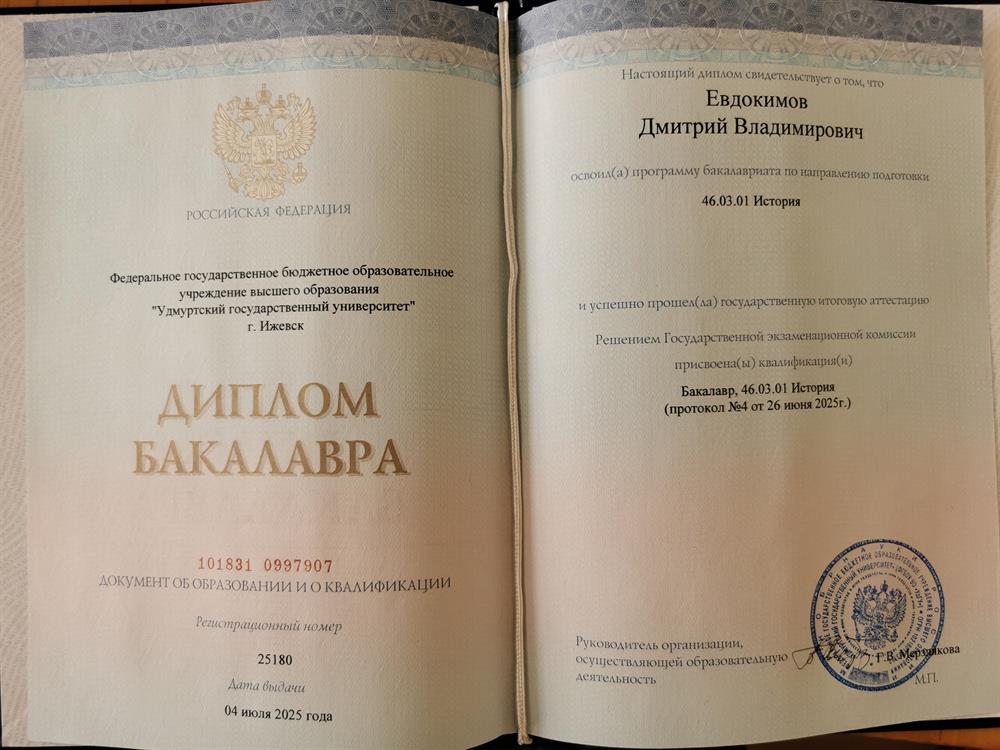 РОССИЙСКАЯ ФЕДЕРАЦИЯ
Федеральное государственное бюджетное образовательное
учреждение высшего образования
"Удмуртский государственный университет"
г. Ижевск
ДИПЛОМ
БАКАЛАВРА
101831 0997907
ДОКУМЕНТ ОБ ОБРАЗОВАНИИ И О КВАЛИФИКАЦИИ
Регистрационный номер
25180
Дата выдачи
04 июля 2025 года
Настоящий диплом свидетельствует о том, что
Евдокимов
Дмитрий Владимирович
освоил(а) программу бакалавриата по направлению подготовки
46.03.01 История
и успешно прошел(ла) государственную итоговую аттестацию
Решением Государственной экзаменационной комиссии
присвоена(ы) квалификация(и)
Бакалавр, 46.03.01 История
(протокол №4 от 26 июня 2025г.)
Руководитель организации,
осуществляющей образовательную
деятельность
Г.В. Мерзлякова
М.П.